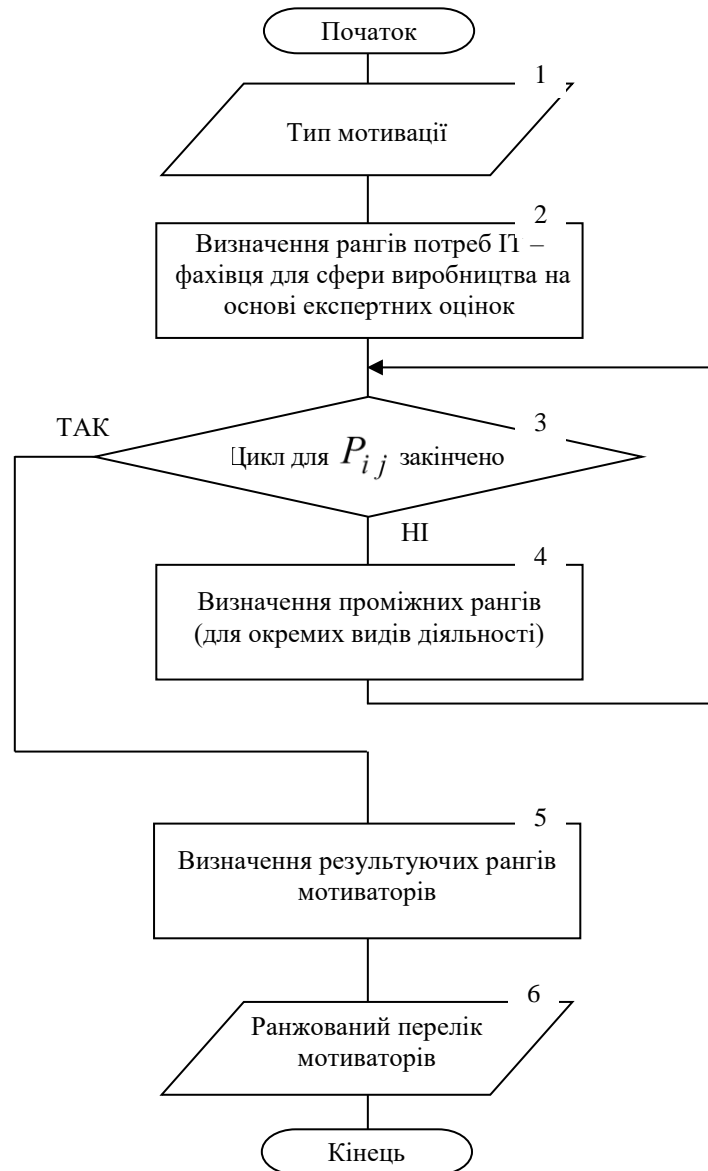 Початок
1
Тип мотивації
2
Визначення рангів потреб ІТ –
фахівця для сфери виробництва на
основі експертних оцінок
ТАК
3
Цикл для P i j закінчено
НІ
4
Визначення проміжних рангів
(для окремих видів діяльності)
5
Визначення результуючих рангів
мотиваторів
6
Ранжований перелік
мотиваторів
Кінець